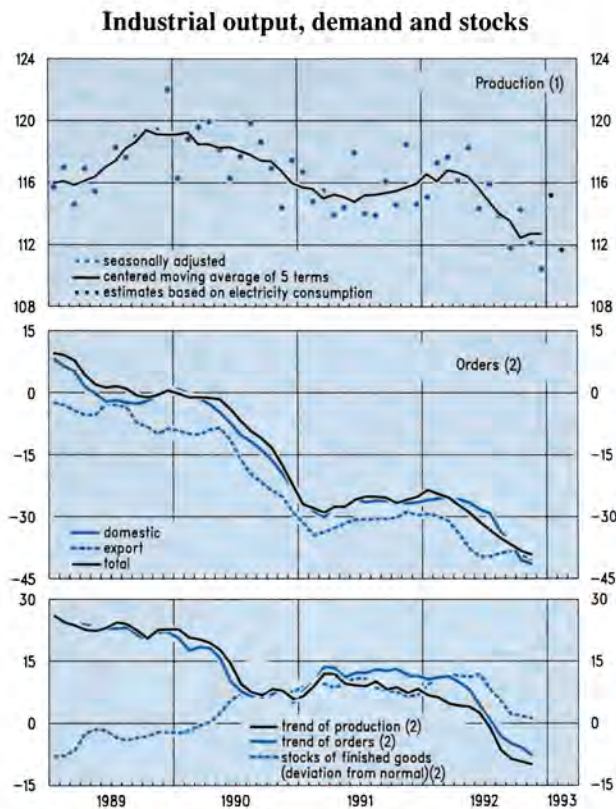 Industrial output, demand and stocks
124 124
Production (1)
120 120
116 116
112 112
seasonally adjusted
centered moving average of 5 terms
estimates based on electricity consumption
108 108
15 15
Orders (2)
0 0
-15 -15
-30 -30
domestic
export
total
-45 -45
30 30
15 15
0 0
trend of production (2)
trend of orders (2)
stocks of finished goods
(deviation from normal)(2)
-15 -15
1989 1990 1991 1992 1993